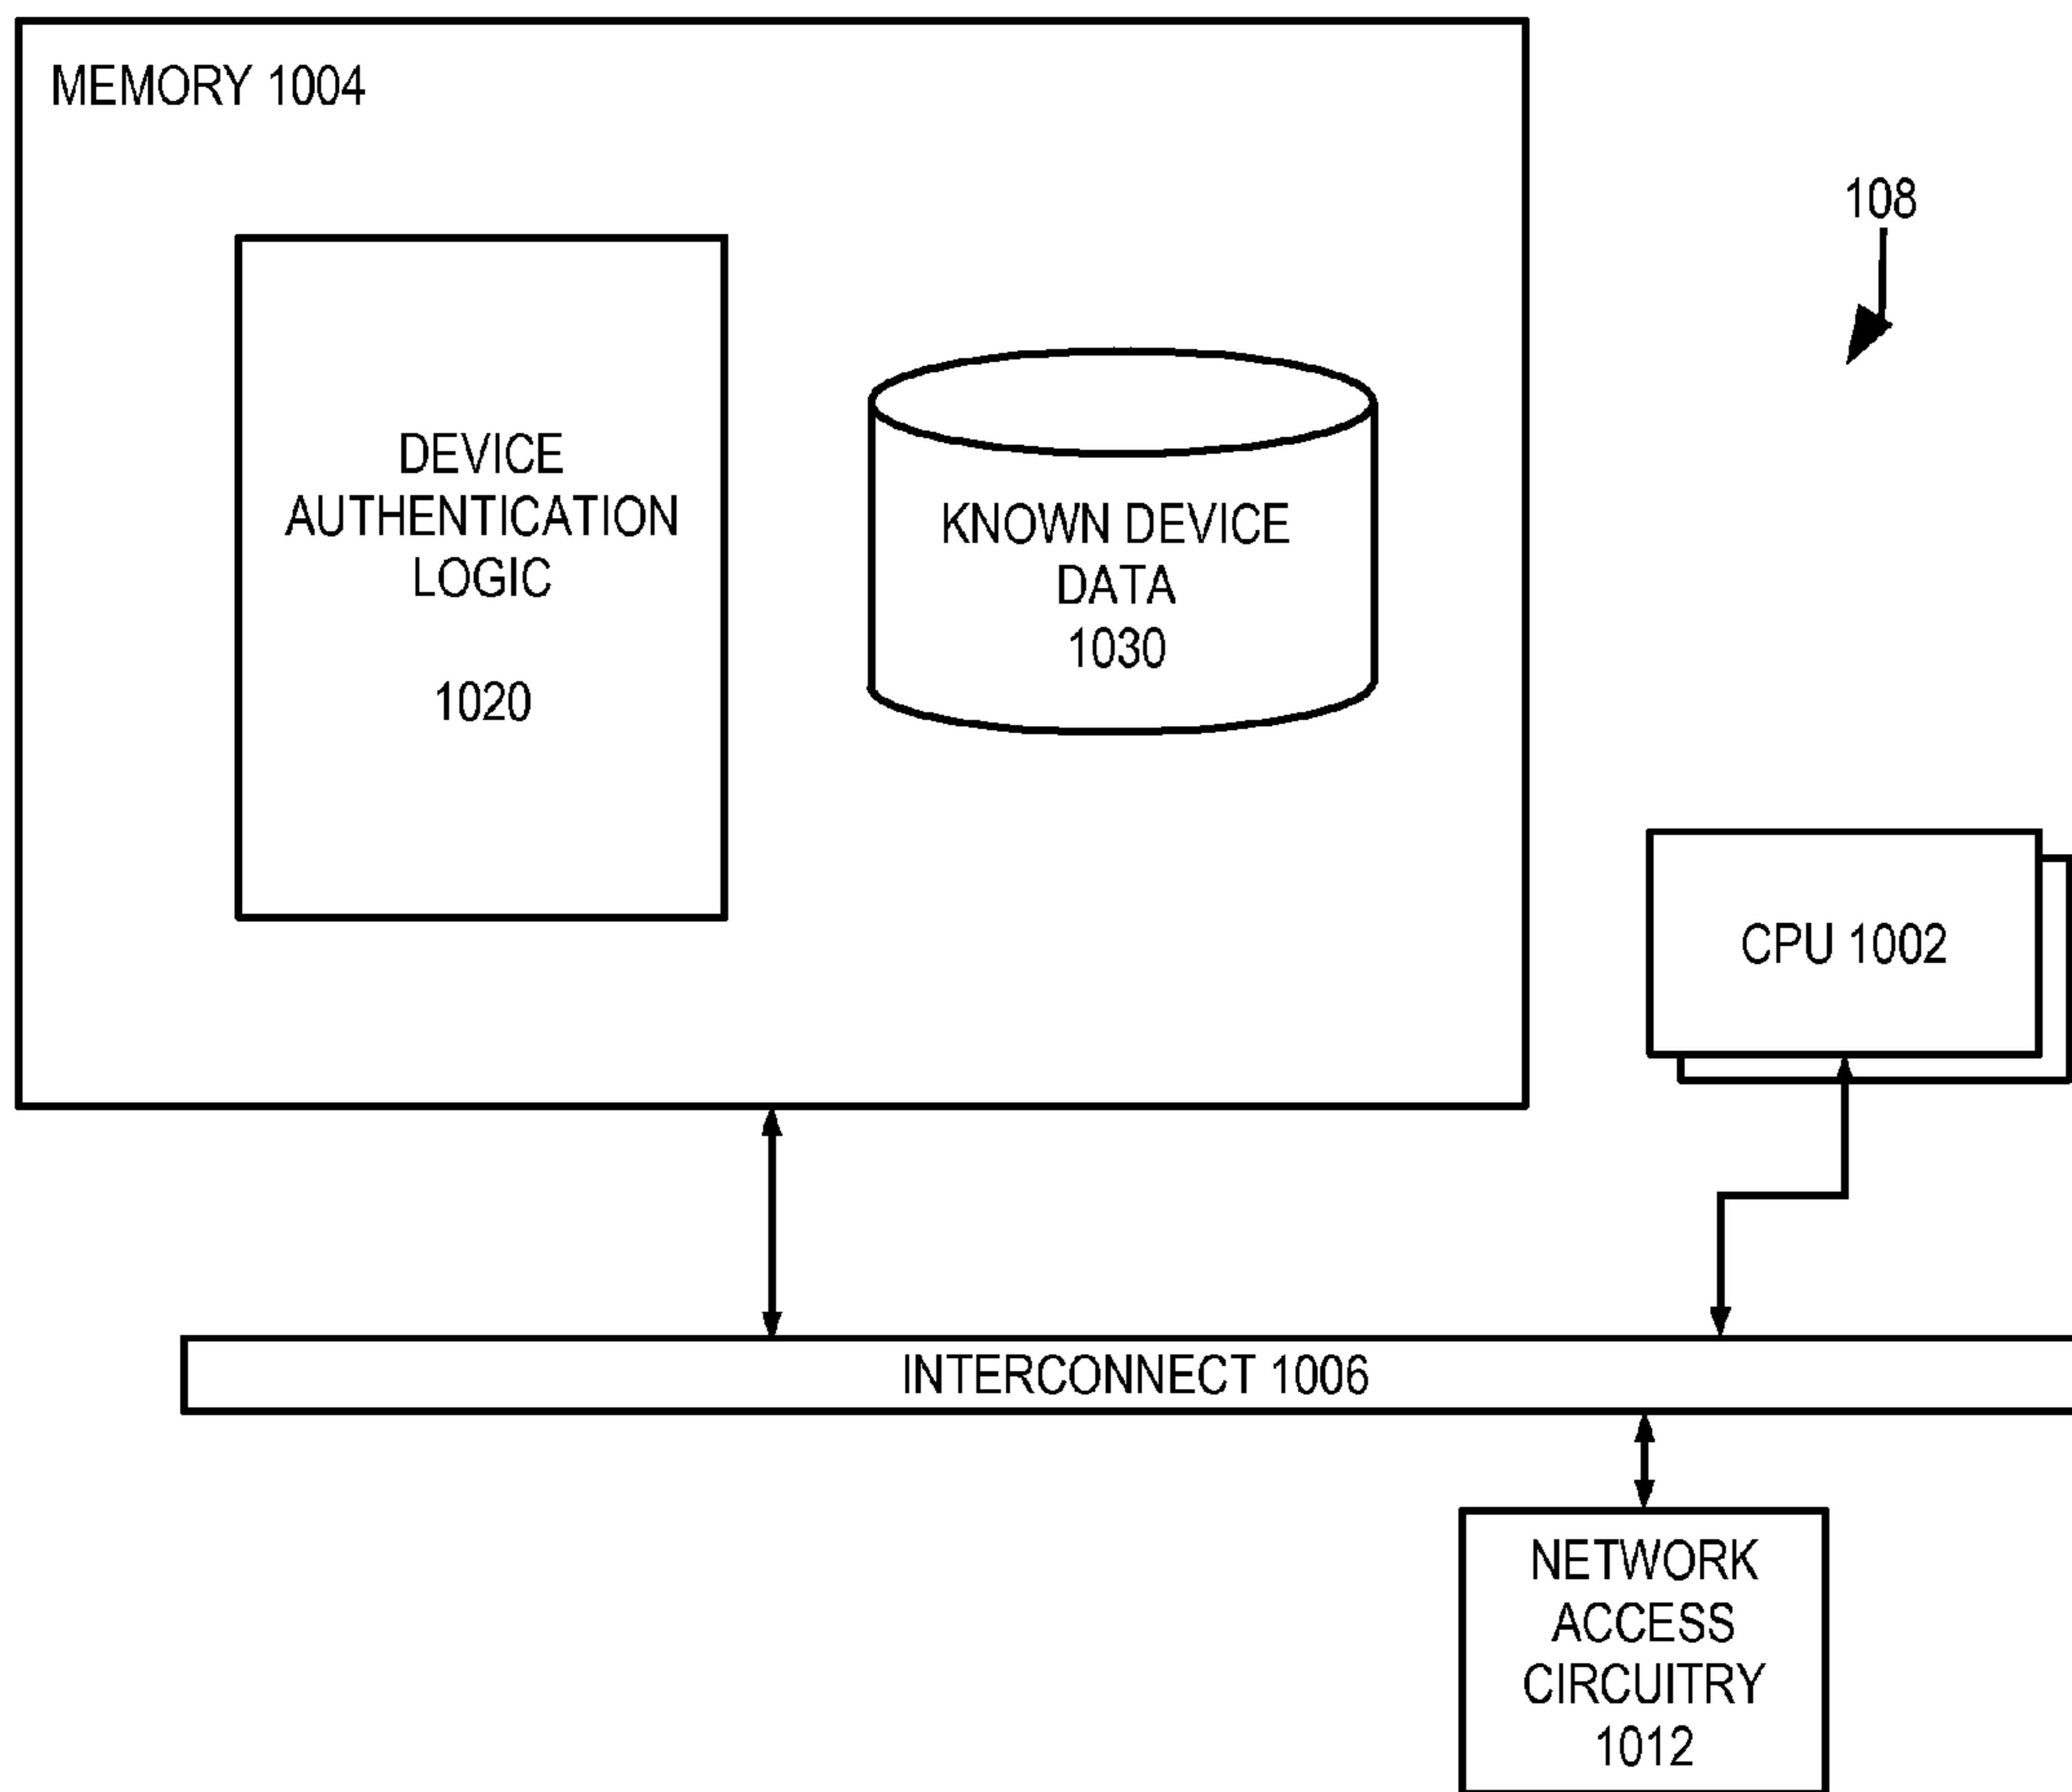 MEMORY 1004
108
DEVICE
AUTHENTICATION
LOGIC
1020
KNOWN DEVICE
DATA
1030
CPU 1002
INTERCONNECT 1006
NETWORK
ACCESS
CIRCUITRY
1012